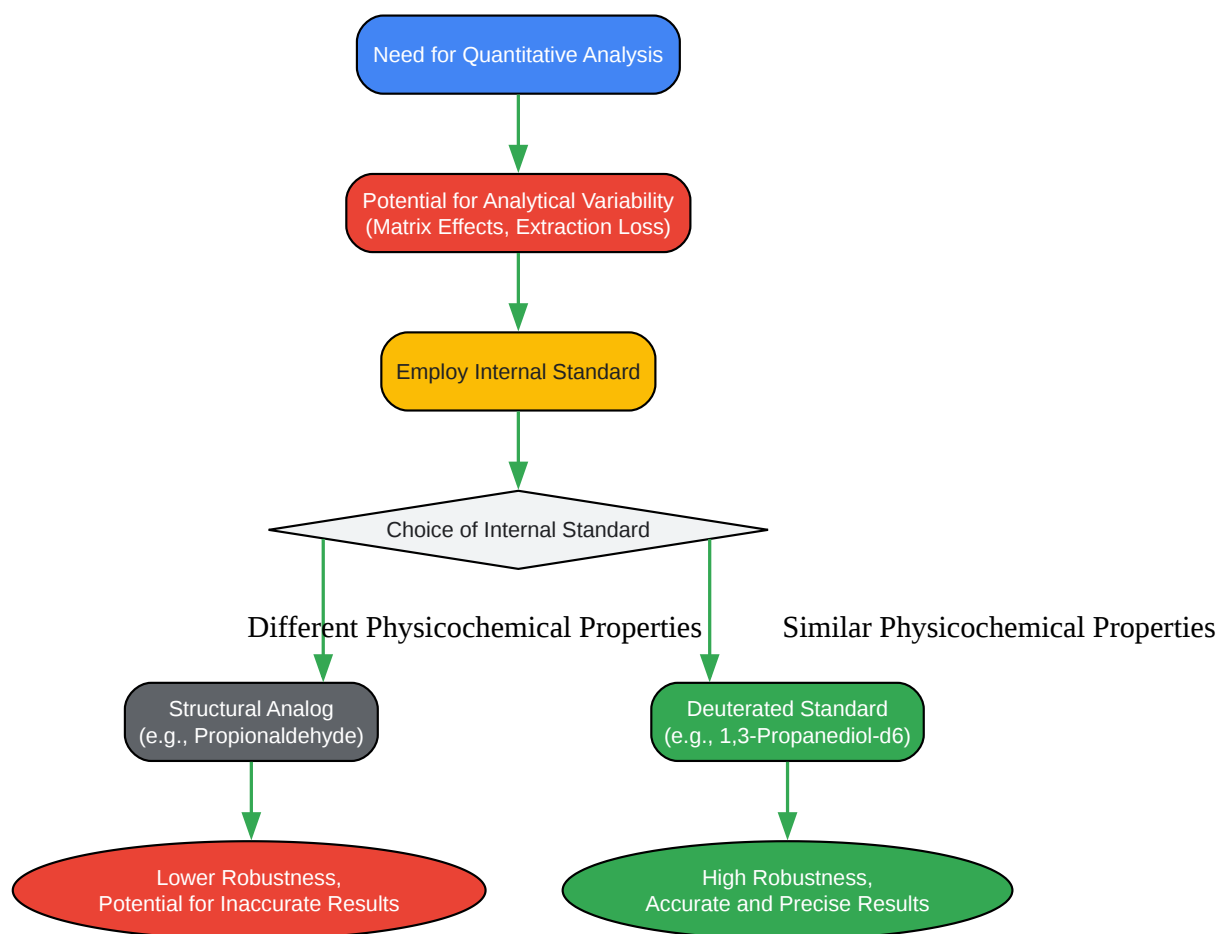 Need for Quantitative Analysis
Potential for Analytical Variability
(Matrix Effects, Extraction Loss)
Employ Internal Standard
Choice of Internal Standard
Different Physicochemical Properties
Similar Physicochemical Properties
Structural Analog
(e.g., Propionaldehyde)
Deuterated Standard
(e.g., 1,3-Propanediol-d6)
Lower Robustness,
Potential for Inaccurate Results
High Robustness,
Accurate and Precise Results